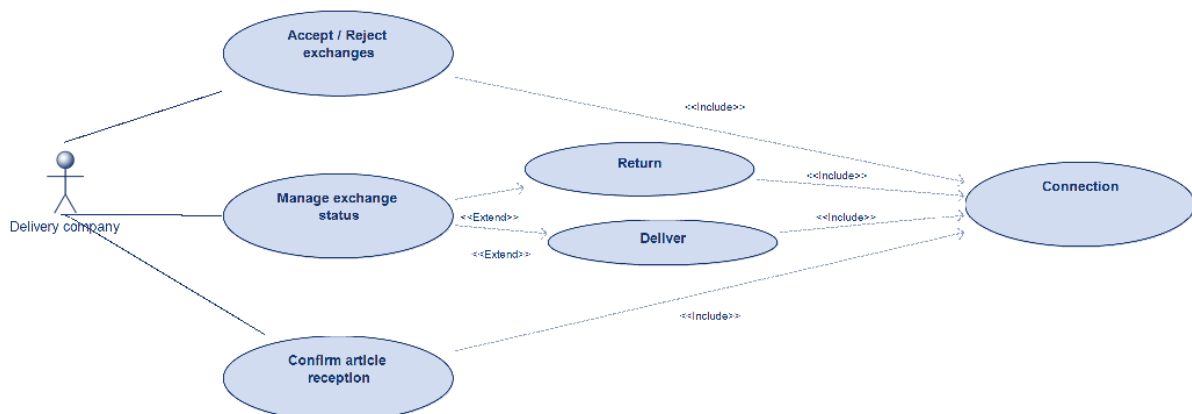 Accept / Reject
exchanges
<<Include>>
Return
<<Include>>
Connection
Manage exchange
status
<<Extend>>
<<Include>>
Delivery company
Deliver
<<Extend>>
<<Include>>
Confirm article
reception